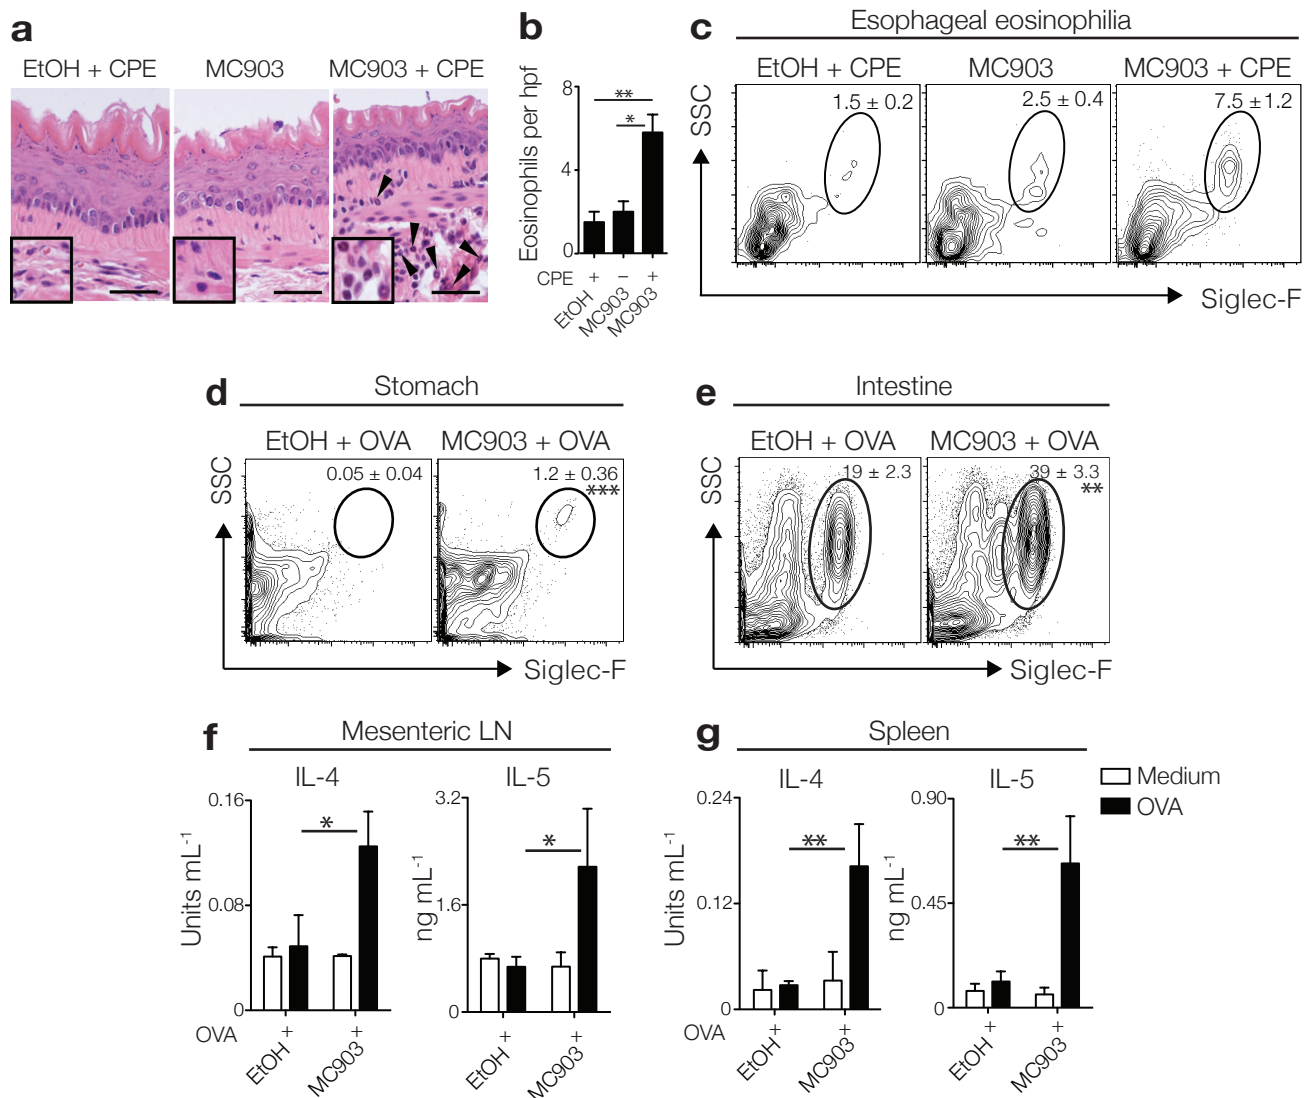 a
EtOH + CPE
MC903
MC903 + CPE
b
Eosinophils per hpf
8
4
0
**
*
CPE + – +
EtOH
MC903
MC903
c
Esophageal eosinophilia
EtOH + CPE
MC903
MC903 + CPE
SSC
1.5 ± 0.2
2.5 ± 0.4
7.5 ± 1.2
Siglec-F
d
Stomach
EtOH + OVA
MC903 + OVA
SSC
0.05 ± 0.04
1.2 ± 0.36
***
Siglec-F
e
Intestine
EtOH + OVA
MC903 + OVA
SSC
19 ± 2.3
39 ± 3.3
**
Siglec-F
f
Mesenteric LN
IL-4
Units mL⁻¹
0.16
0.08
0
*
OVA + +
EtOH
MC903
IL-5
ng mL⁻¹
3.2
1.6
0
*
+ +
EtOH
MC903
g
Spleen
IL-4
Units mL⁻¹
0.24
0.12
0
**
OVA + +
EtOH
MC903
IL-5
ng mL⁻¹
0.90
0.45
0
**
+ +
EtOH
MC903
Medium
OVA